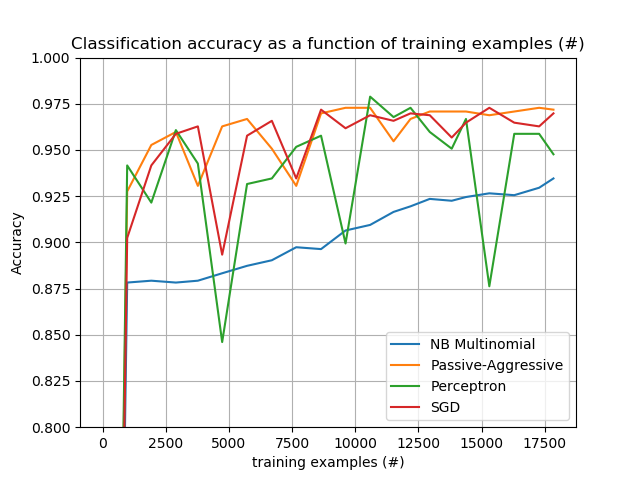 Classification accuracy as a function of training examples (#)
1.000
0.975
0.950
0.925
0.900
0.875
0.850
0.825
0.800
Accuracy
NB Multinomial
Passive-Aggressive
Perceptron
SGD
0 2500 5000 7500 10000 12500 15000 17500
training examples (#)